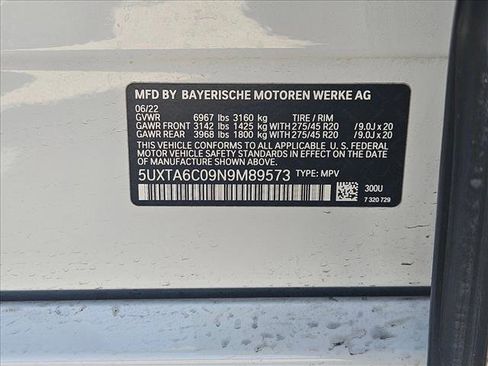 MFD BY BAYERISCHE MOTOREN WERKE AG
06/22
GVWR 6967 lbs 3160 kg TIRE / RIM
GAWR FRONT 3142 lbs 1425 kg WITH 275/45 R20 /9.0J x 20
GAWR REAR 3968 lbs 1800 kg WITH 275/45 R20 /9.0J x 20
THIS VEHICLE CONFORMS TO ALL APPLICABLE U. S. FEDERAL
MOTOR VEHICLE SAFETY STANDARDS IN EFFECT
ON THE DATE OF MANUFACTURE SHOWN ABOVE.
5UXTA6C09N9M89573 TYPE: MPV
300U
7 320 729